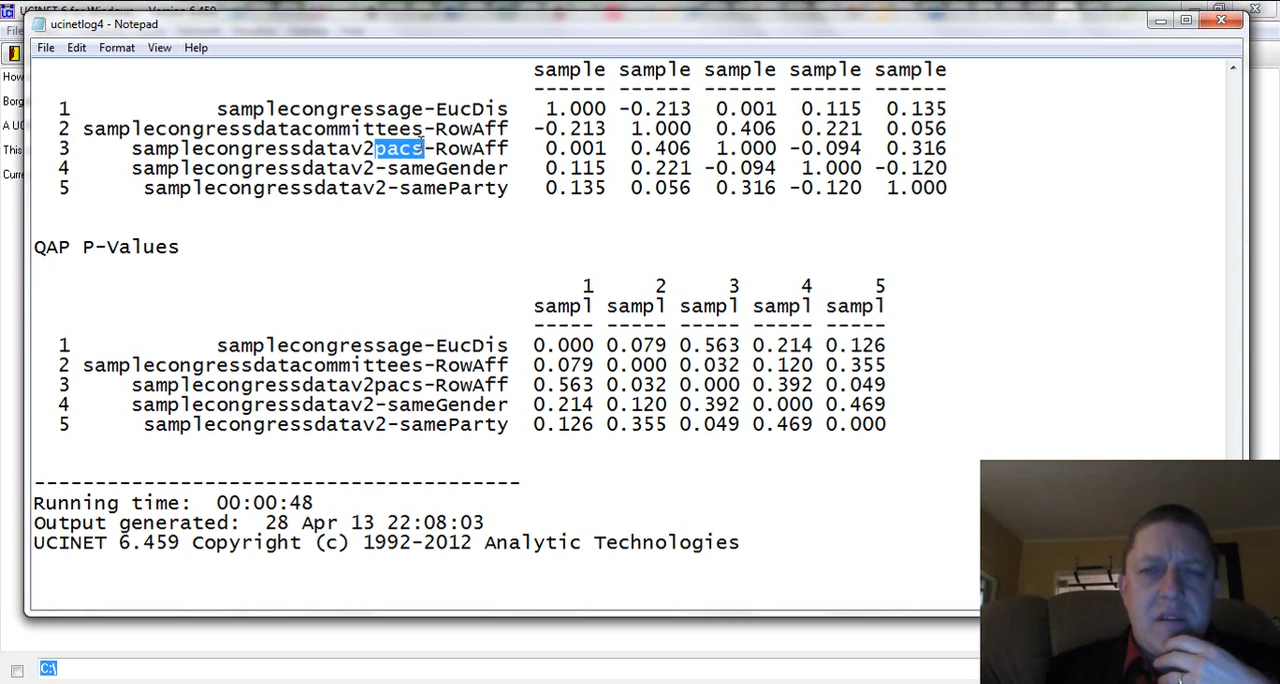 ucinetlog4 - Notepad
File Edit Format View Help
How
Borg
A UC
This
Curre
sample sample sample sample sample
------ ------ ------ ------ ------
1 samplecongressage-EucDis 1.000 -0.213 0.001 0.115 0.135
2 samplecongressdatacommittees-RowAff -0.213 1.000 0.406 0.221 0.056
3 samplecongressdatav2pacs-RowAff 0.001 0.406 1.000 -0.094 0.316
4 samplecongressdatav2-sameGender 0.115 0.221 -0.094 1.000 -0.120
5 samplecongressdatav2-sameParty 0.135 0.056 0.316 -0.120 1.000
QAP P-Values
1 2 3 4 5
sampl sampl sampl sampl sampl
----- ----- ----- ----- -----
1 samplecongressage-EucDis 0.000 0.079 0.563 0.214 0.126
2 samplecongressdatacommittees-RowAff 0.079 0.000 0.032 0.120 0.355
3 samplecongressdatav2pacs-RowAff 0.563 0.032 0.000 0.392 0.049
4 samplecongressdatav2-sameGender 0.214 0.120 0.392 0.000 0.469
5 samplecongressdatav2-sameParty 0.126 0.355 0.049 0.469 0.000
----------------------------------------
Running time: 00:00:48
Output generated: 28 Apr 13 22:08:03
UCINET 6.459 Copyright (c) 1992-2012 Analytic Technologies
C:\